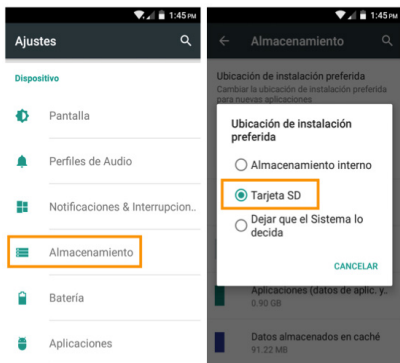 1:45 PM
Ajustes
Dispositivo
Pantalla
Perfiles de Audio
Notificaciones & Interrupcion..
Almacenamiento
Batería
Aplicaciones
1:45 PM
Almacenamiento
Ubicación de instalación preferida
Cambiar la ubicación de instalación preferida
para nuevas aplicaciones
Ubicación de instalación
preferida
Almacenamiento interno
Tarjeta SD
Dejar que el Sistema lo
decida
CANCELAR
Aplicaciones (datos de aplic. y..
0.90 GB
Datos almacenados en caché
91.22 MB